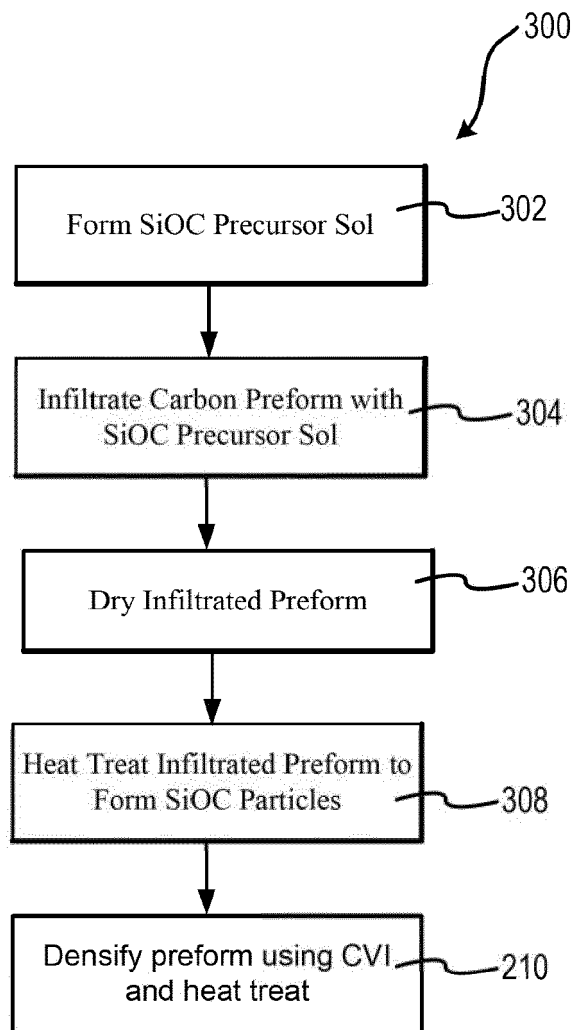 300
Form SiOC Precursor Sol
302
Infiltrate Carbon Preform with
SiOC Precursor Sol
304
Dry Infiltrated Preform
306
Heat Treat Infiltrated Preform to
Form SiOC Particles
308
Densify preform using CVI
and heat treat
210